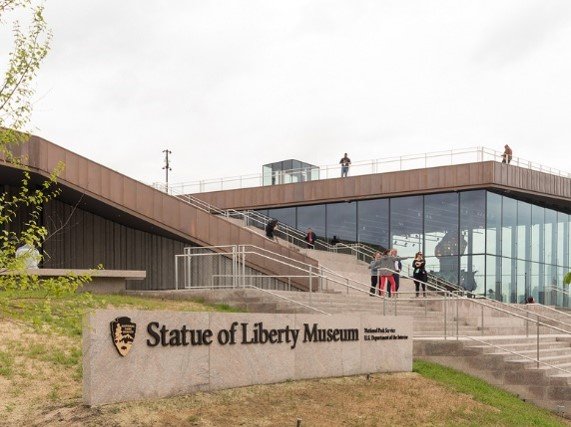 Statue of Liberty Museum
National Park Service
U.S. Department of the Interior